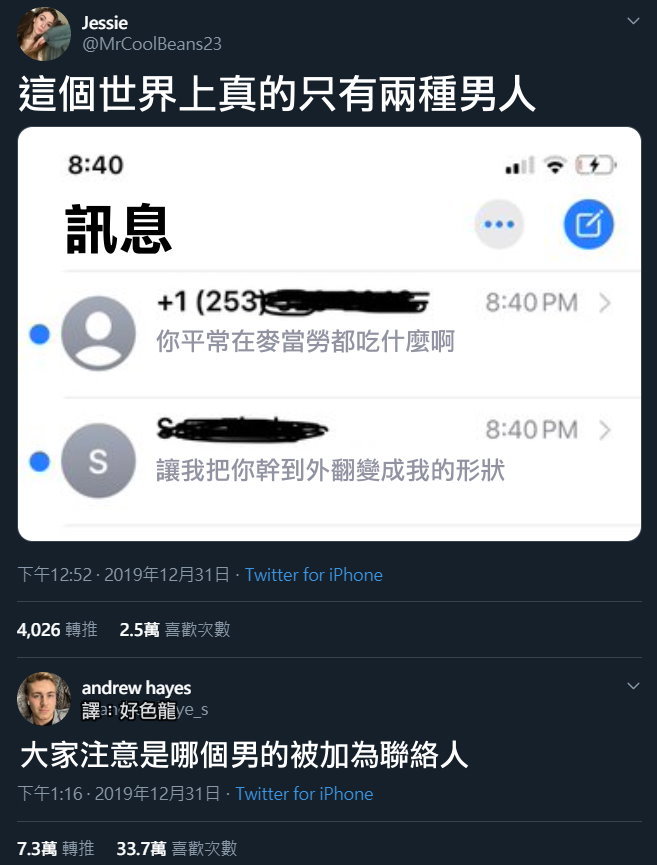 Jessie
@MrCoolBeans23
這個世界上真的只有兩種男人
8:40
訊息
+1 (253)
8:40 PM
你平常在麥當勞都吃什麼啊
S
8:40 PM
S
讓我把你幹到外翻變成我的形狀
下午12:52 · 2019年12月31日 · Twitter for iPhone
4,026 轉推 2.5萬 喜歡次數
andrew hayes
譯：好色龍ye_s
大家注意是哪個男的被加為聯絡人
下午1:16 · 2019年12月31日 · Twitter for iPhone
7.3萬 轉推 33.7萬 喜歡次數